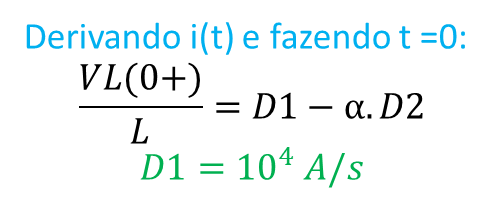 Derivando i(t) e fazendo t =0:
VL(0+)/L = D1 − α. D2
D1 = 10⁴ A/s